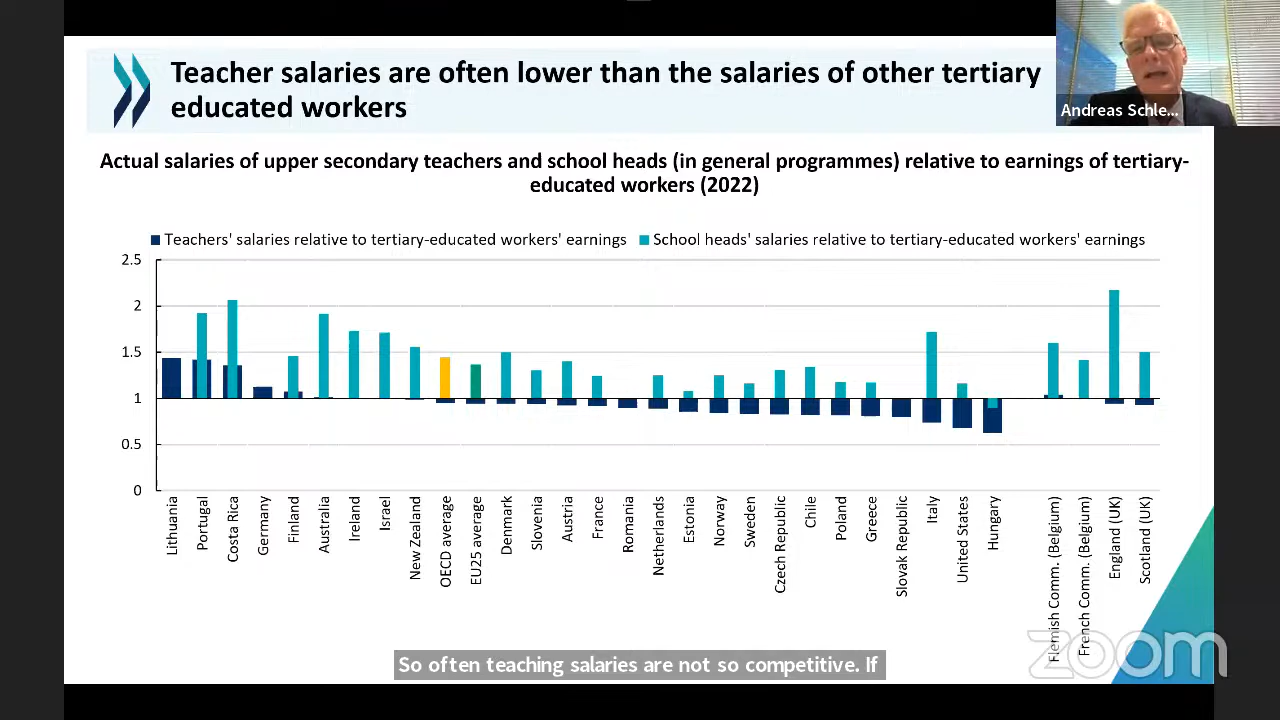 Teacher salaries are often lower than the salaries of other tertiary
educated workers
Andreas Schle...
Actual salaries of upper secondary teachers and school heads (in general programmes) relative to earnings of tertiary-
educated workers (2022)
Teachers' salaries relative to tertiary-educated workers' earnings
School heads' salaries relative to tertiary-educated workers' earnings
2.5
2
1.5
1
0.5
0
Lithuania
Portugal
Costa Rica
Germany
Finland
Australia
Ireland
Israel
New Zealand
OECD average
EU25 average
Denmark
Slovenia
Austria
France
Romania
Netherlands
Estonia
Norway
Sweden
Czech Republic
Chile
Poland
Greece
Slovak Republic
Italy
United States
Hungary
Flemish Comm. (Belgium)
French Comm. (Belgium)
England (UK)
Scotland (UK)
So often teaching salaries are not so competitive. If
zoom